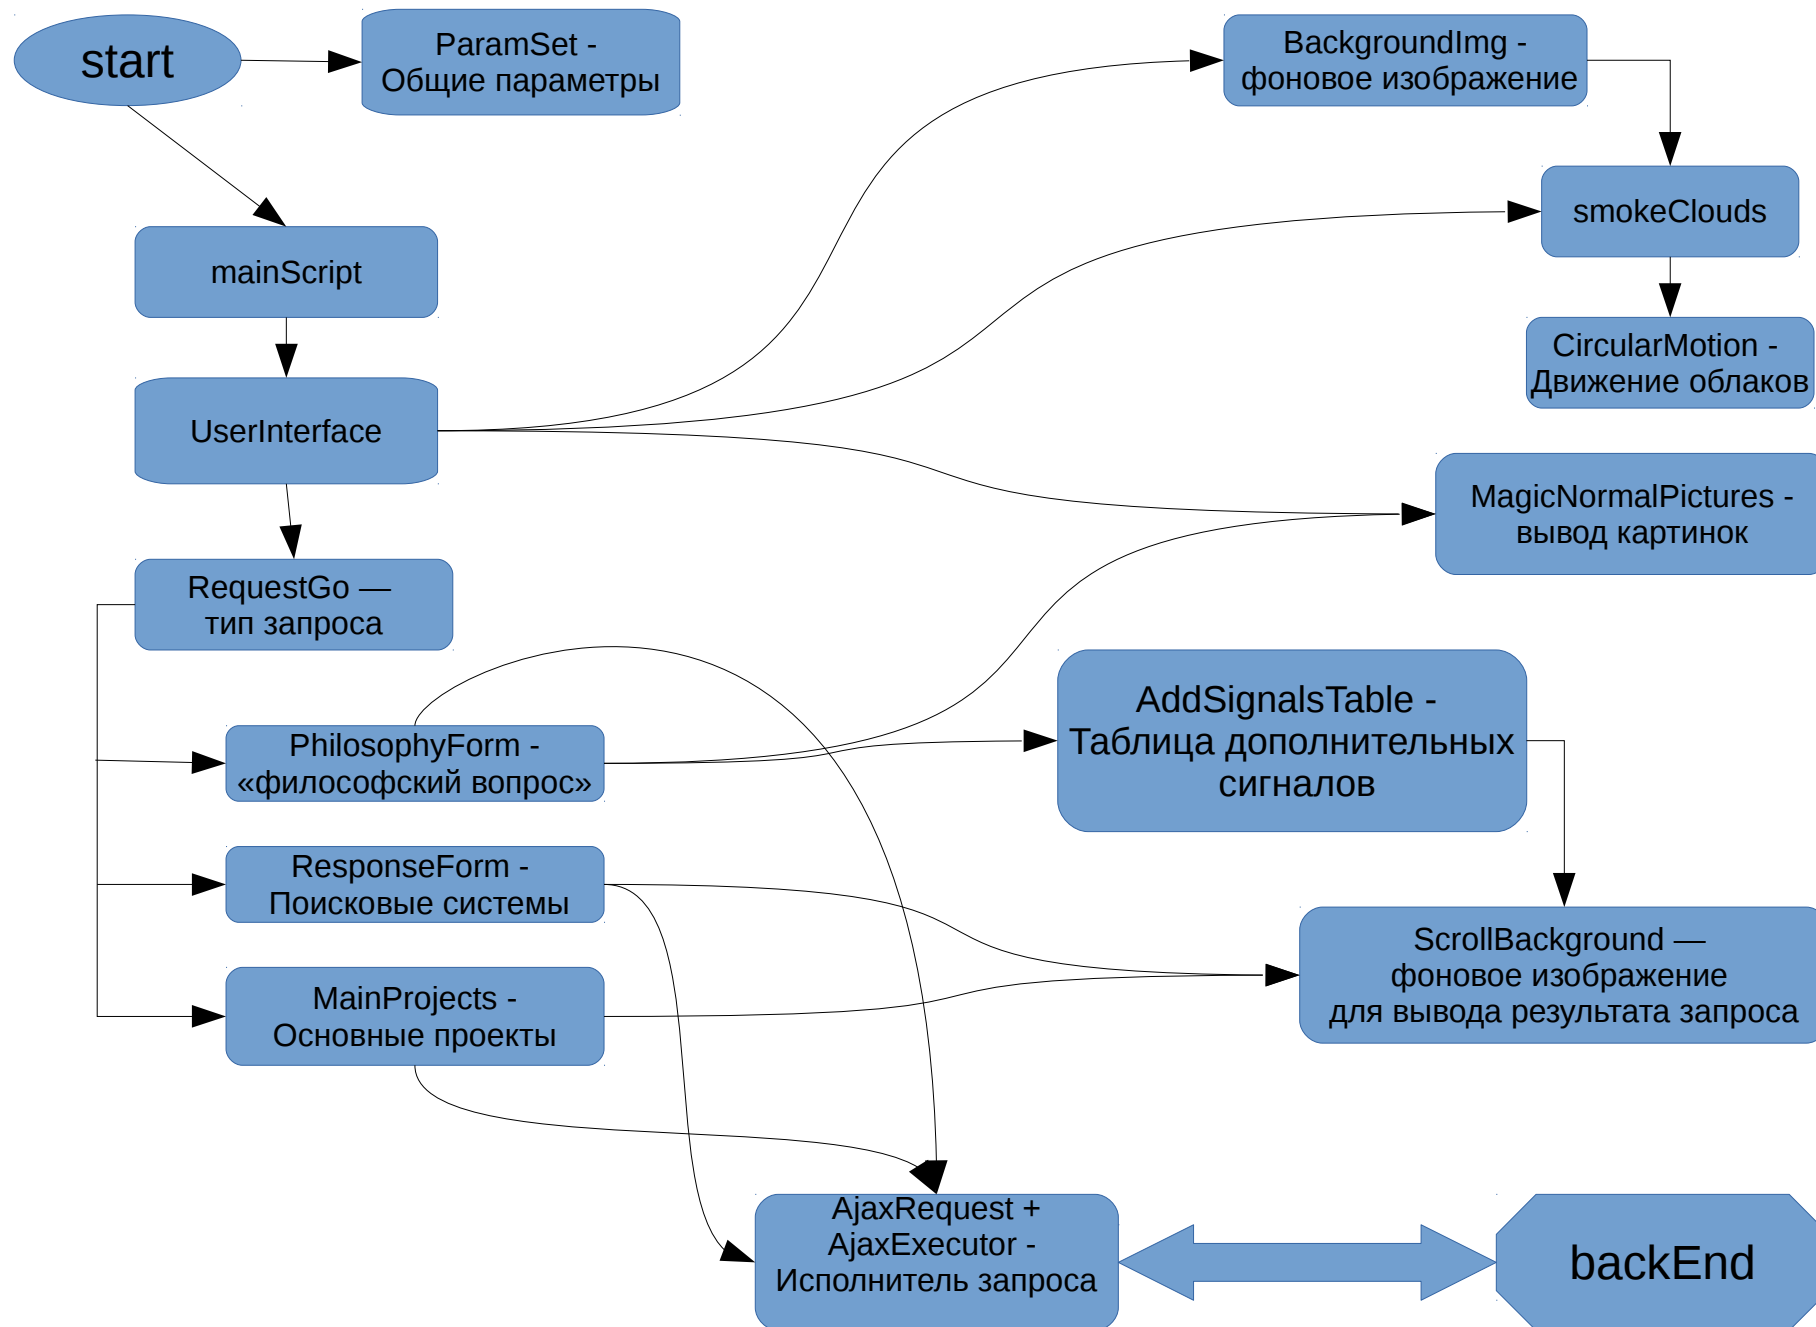 start
ParamSet -
Общие параметры
BackgroundImg -
фоновое изображение
smokeClouds
mainScript
CircularMotion -
Движение облаков
UserInterface
MagicNormalPictures -
вывод картинок
RequestGo —
тип запроса
AddSignalsTable -
Таблица дополнительных
сигналов
PhilosophyForm -
«философский вопрос»
ResponseForm -
Поисковые системы
ScrollBackground —
фоновое изображение
для вывода результата запроса
MainProjects -
Основные проекты
AjaxRequest +
AjaxExecutor -
Исполнитель запроса
backEnd